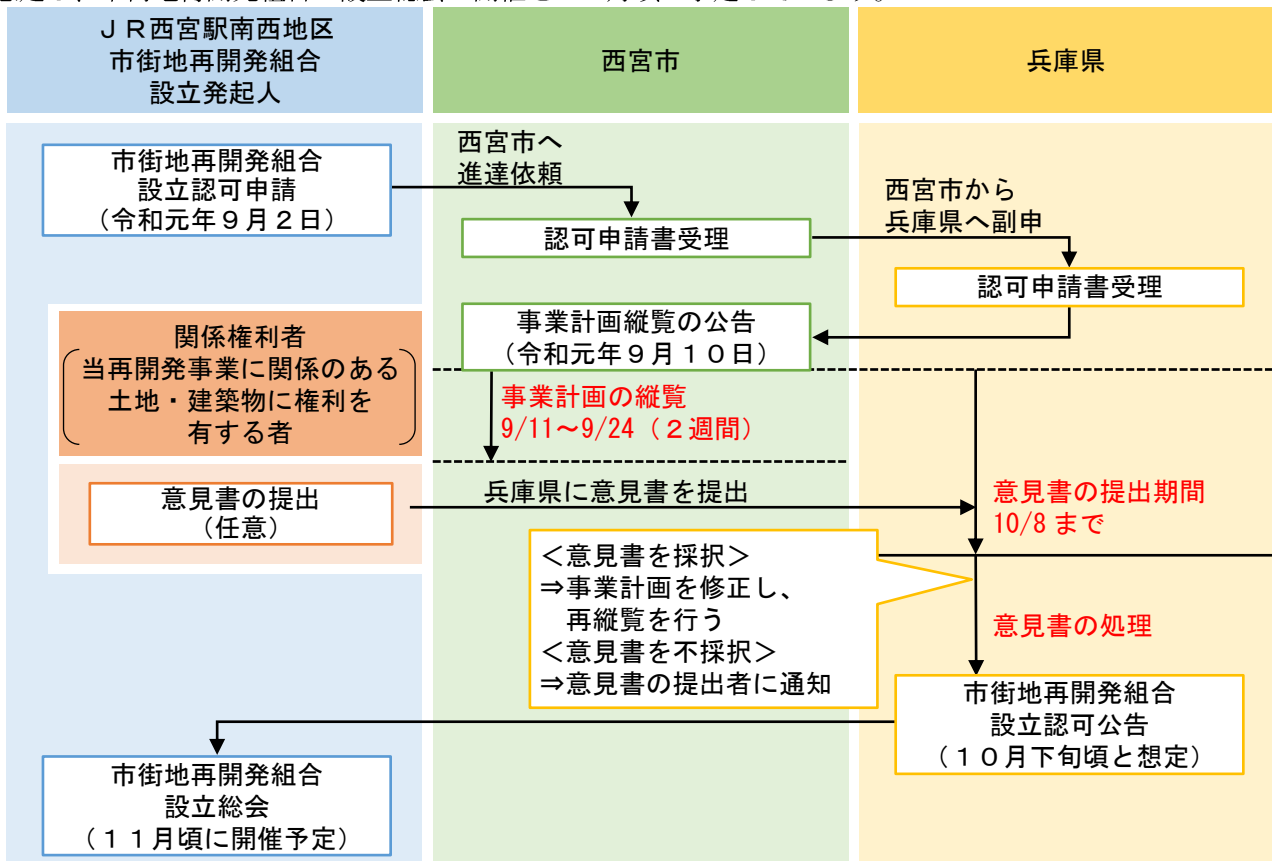 ＪＲ西宮駅南西地区
市街地再開発組合
設立発起人
西宮市
兵庫県
市街地再開発組合
設立認可申請
（令和元年９月２日）
西宮市へ
進達依頼
認可申請書受理
西宮市から
兵庫県へ副申
認可申請書受理
事業計画縦覧の公告
（令和元年９月１０日）
関係権利者
当再開発事業に関係のある
土地・建築物に権利を
有する者
事業計画の縦覧
9/11～9/24（２週間）
意見書の提出
（任意）
兵庫県に意見書を提出
意見書の提出期間
10/8 まで
＜意見書を採択＞
⇒事業計画を修正し、
再縦覧を行う
＜意見書を不採択＞
⇒意見書の提出者に通知
意見書の処理
市街地再開発組合
設立認可公告
（１０月下旬頃と想定）
市街地再開発組合
設立総会
（１１月頃に開催予定）